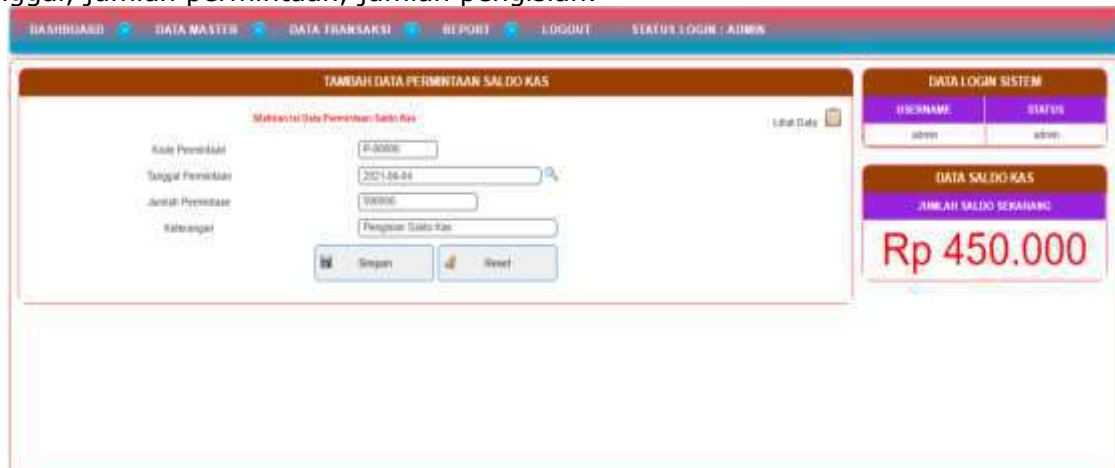 nggal, jumlah permintaan, jumlah pengisian.
DASHBOARD DATA MASTER DATA TRANSAKSI REPORT LOGOUT STATUS LOGIN : ADMIN
TAMBAH DATA PERMINTAAN SALDO KAS
Silahkan Isi Data Permintaan Saldo Kas
Lihat Data
Kode Permintaan
Tanggal Permintaan 2021-06-04
Jumlah Permintaan 500000
Keterangan Pengisian Saldo Kas
Simpan Reset
DATA LOGIN SISTEM
USERNAME STATUS
admin admin
DATA SALDO KAS
JUMLAH SALDO SEKARANG
Rp 450.000